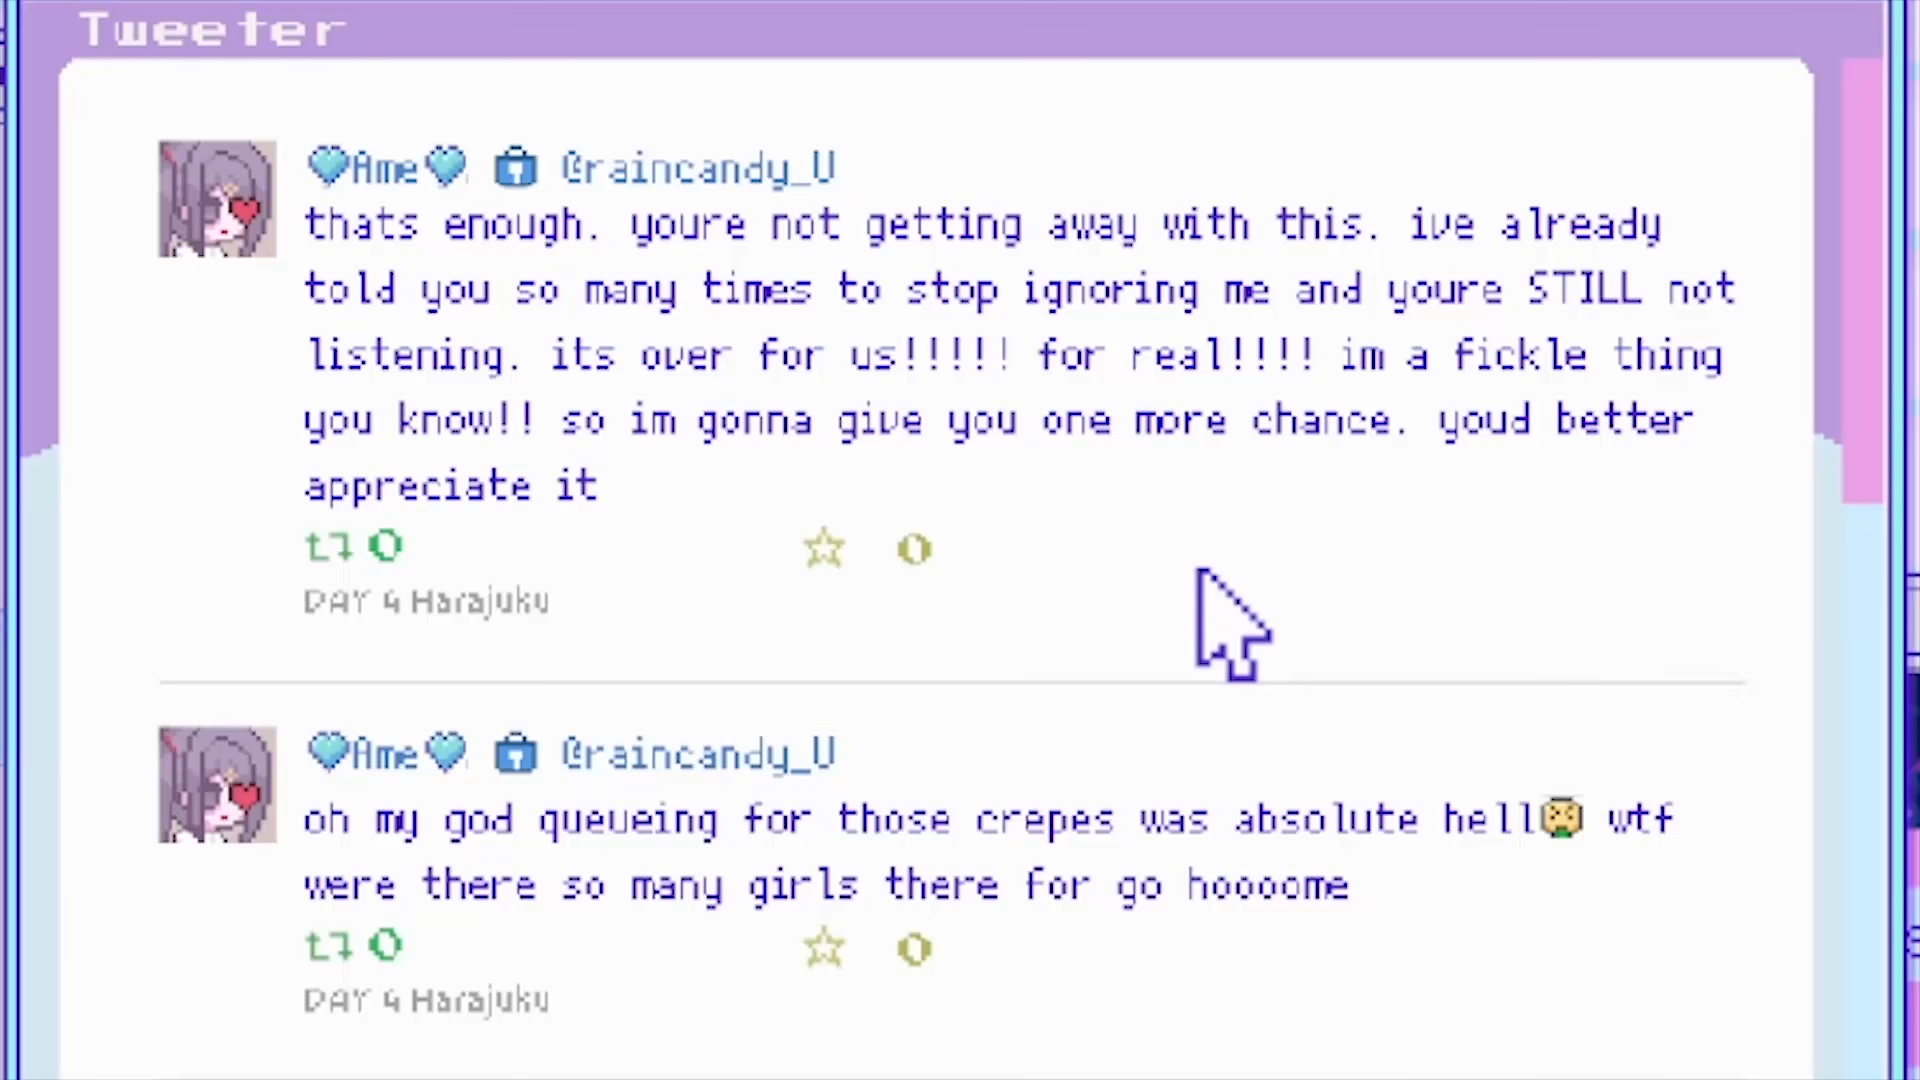 Tweeter
Ame @raincandy_U
thats enough. youre not getting away with this. ive already
told you so many times to stop ignoring me and youre STILL not
listening. its over for us!!!!! for real!!!! im a fickle thing
you know!! so im gonna give you one more chance. youd better
appreciate it
0 0
DAY 4 Harajuku
Ame @raincandy_U
oh my god queueing for those crepes was absolute hell wtf
were there so many girls there for go hoooome
0 0
DAY 4 Harajuku